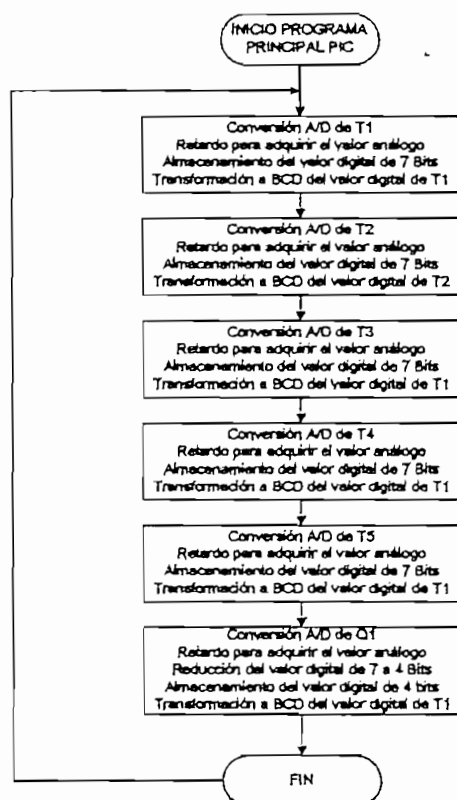 INICIO PROGRAMA
PRINCIPAL PIC
Conversión A/D de T1
Retardo para adquirir el valor análogo
Almacenamiento del valor digital de 7 Bits
Transformación a BCD del valor digital de T1
Conversión A/D de T2
Retardo para adquirir el valor análogo
Almacenamiento del valor digital de 7 Bits
Transformación a BCD del valor digital de T2
Conversión A/D de T3
Retardo para adquirir el valor análogo
Almacenamiento del valor digital de 7 Bits
Transformación a BCD del valor digital de T1
Conversión A/D de T4
Retardo para adquirir el valor análogo
Almacenamiento del valor digital de 7 Bits
Transformación a BCD del valor digital de T1
Conversión A/D de T5
Retardo para adquirir el valor análogo
Almacenamiento del valor digital de 7 Bits
Transformación a BCD del valor digital de T1
Conversión A/D de Q1
Retardo para adquirir el valor análogo
Reducción del valor digital de 7 a 4 Bits
Almacenamiento del valor digital de 4 bits
Transformación a BCD del valor digital de T1
FIN